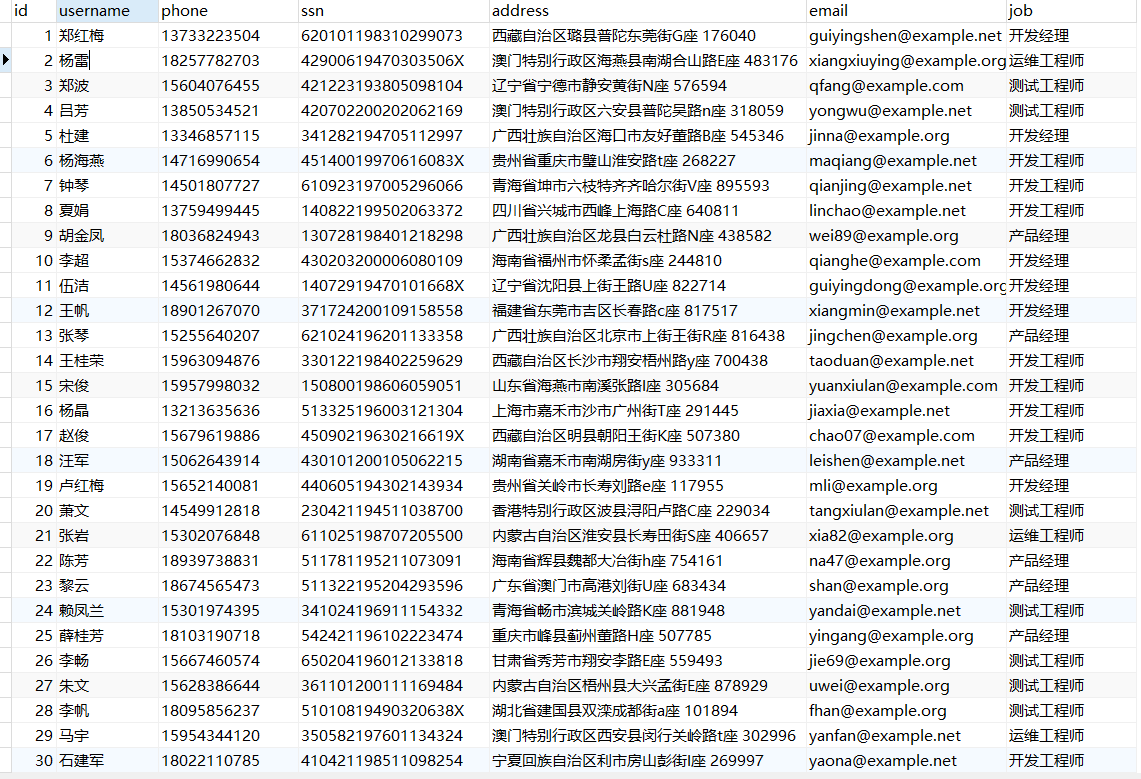 id username phone ssn address email job
1 郑红梅 13733223504 620101198310299073 西藏自治区璐县普陀东莞街G座 176040 guiyingshen@example.net 开发经理
2 杨雷 18257782703 42900619470303506X 澳门特别行政区海燕县南湖合山路E座 483176 xiangxiuying@example.org 运维工程师
3 郑波 15604076455 421223193805098104 辽宁省宁德市静安黄街N座 576594 qfang@example.com 测试工程师
4 吕芳 13850534521 420702200202062169 澳门特别行政区六安县普陀吴路n座 318059 yongwu@example.net 测试工程师
5 杜建 13346857115 341282194705112997 广西壮族自治区海口市友好董路B座 545346 jinna@example.org 开发经理
6 杨海燕 14716990654 45140019970616083X 贵州省重庆市璧山淮安路t座 268227 maqiang@example.net 开发工程师
7 钟琴 14501807727 610923197005296066 青海省坤市六枝特齐齐哈尔街V座 895593 qianjing@example.net 开发工程师
8 夏娟 13759499445 140822199502063372 四川省兴城市西峰上海路C座 640811 linchao@example.net 开发工程师
9 胡金凤 18036824943 130728198401218298 广西壮族自治区龙县白云杜路N座 438582 wei89@example.org 产品经理
10 李超 15374662832 430203200006080109 海南省福州市怀柔孟街s座 244810 qianghe@example.com 开发经理
11 伍洁 14561980644 14072919470101668X 辽宁省沈阳县上街王路U座 822714 guiyingdong@example.org 开发经理
12 王帆 18901267070 371724200109158558 福建省东莞市吉区长春路c座 817517 xiangmin@example.net 开发经理
13 张琴 15255640207 621024196201133358 广西壮族自治区北京市上街王街R座 816438 jingchen@example.org 产品经理
14 王桂荣 15963094876 330122198402259629 西藏自治区长沙市翔安梧州路y座 700438 taoduan@example.net 开发工程师
15 宋俊 15957998032 150800198606059051 山东省海燕市南溪张路I座 305684 yuanxiulan@example.com 开发工程师
16 杨晶 13213635636 513325196003121304 上海市嘉禾市沙市广州街T座 291445 jiaxia@example.net 开发工程师
17 赵俊 15679619886 45090219630216619X 西藏自治区明县朝阳王街K座 507380 chao07@example.com 开发工程师
18 汪军 15062643914 430101200105062215 湖南省嘉禾市南湖房街y座 933311 leishen@example.net 产品经理
19 卢红梅 15652140081 440605194302143934 贵州省关岭市长寿刘路e座 117955 mli@example.org 开发经理
20 萧文 14549912818 230421194511038700 香港特别行政区波县浔阳卢路C座 229034 tangxiulan@example.net 测试工程师
21 张岩 15302076848 611025198707205500 内蒙古自治区淮安县长寿田街S座 406657 xia82@example.org 运维工程师
22 陈芳 18939738831 511781195211073091 海南省辉县魏都大冶街h座 754161 na47@example.org 产品经理
23 黎云 18674565473 511322195204293596 广东省澳门市高港刘街U座 683434 shan@example.org 产品经理
24 赖凤兰 15301974395 341024196911154332 青海省畅市滨城关岭路K座 881948 yandai@example.net 测试工程师
25 薛桂芳 18103190718 542421196102223474 重庆市峰县蓟州董路H座 507785 yingang@example.org 产品经理
26 李畅 15667460574 650204196012133818 甘肃省秀芳市翔安李路E座 559493 jie69@example.org 测试工程师
27 朱文 15628386644 361101200111169484 内蒙古自治区梧州县大兴孟街E座 878929 uwei@example.org 测试工程师
28 李帆 18095856237 51010819490320638X 湖北省建国县双滦成都街a座 101894 fhan@example.org 测试工程师
29 马宇 15954344120 350582197601134324 澳门特别行政区西安县闵行关岭路t座 302996 yanfan@example.net 运维工程师
30 石建军 18022110785 410421198511098254 宁夏回族自治区利市房山彭街I座 269997 yaona@example.net 开发工程师